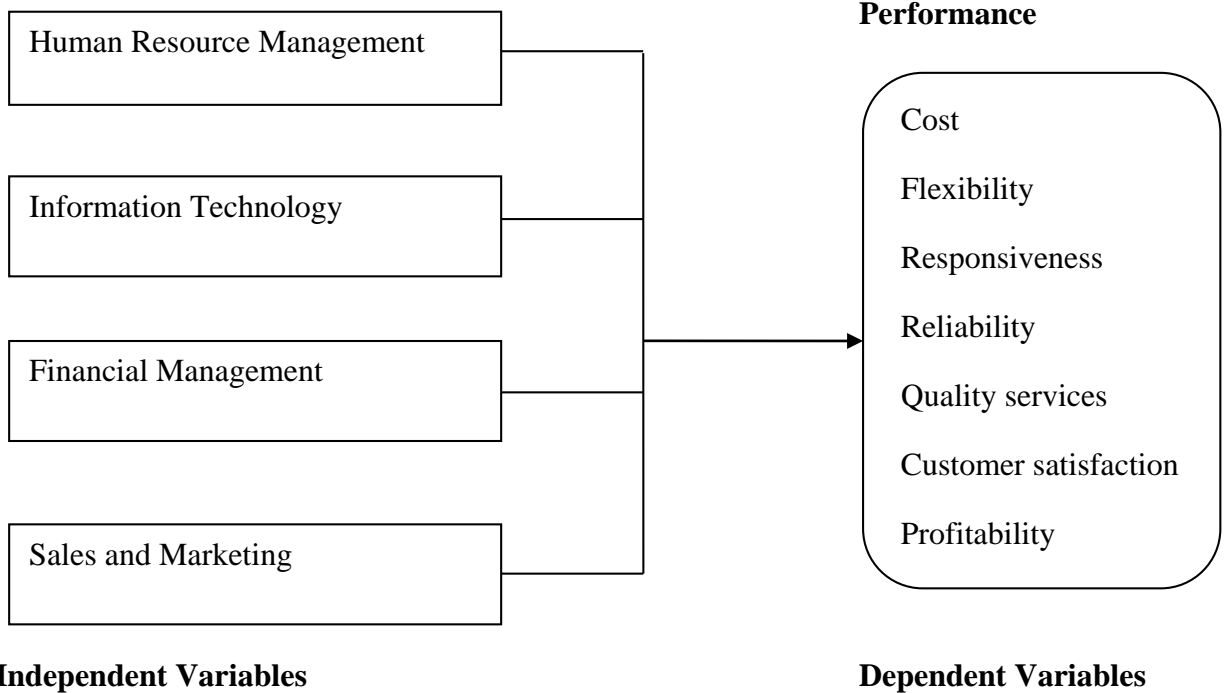 Performance
Human Resource Management
Information Technology
Financial Management
Sales and Marketing
Cost
Flexibility
Responsiveness
Reliability
Quality services
Customer satisfaction
Profitability
Independent Variables
Dependent Variables